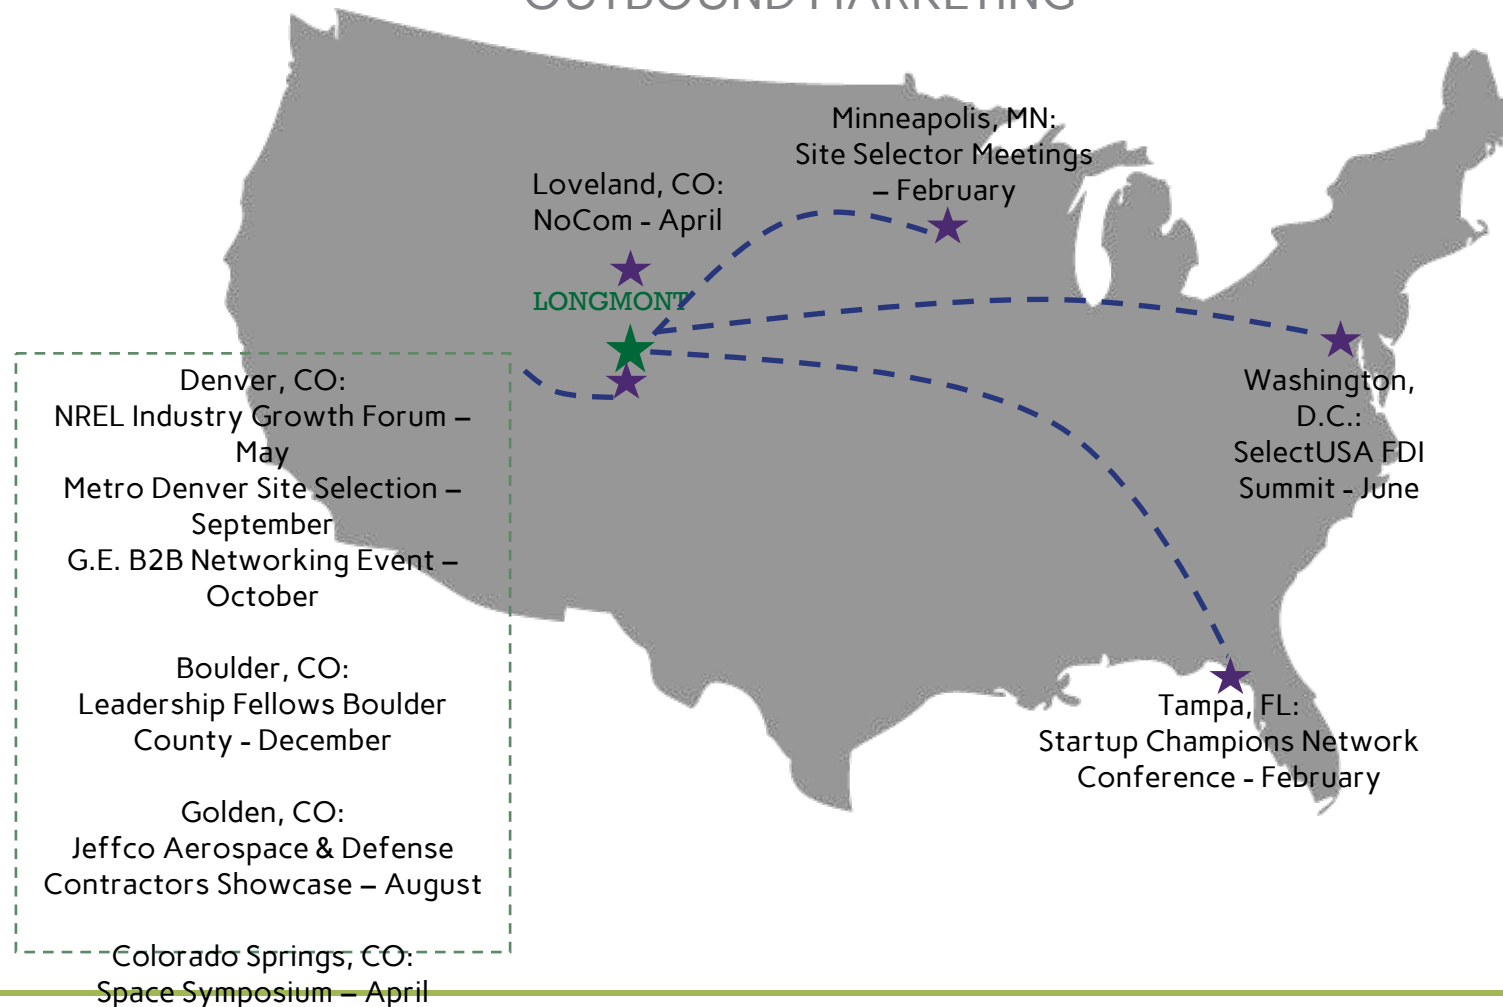 OUTBOUND MARKETING
Minneapolis, MN:
Site Selector Meetings
– February
Loveland, CO:
NoCom - April
LONGMONT
Denver, CO:
NREL Industry Growth Forum –
May
Metro Denver Site Selection –
September
G.E. B2B Networking Event –
October
Boulder, CO:
Leadership Fellows Boulder
County - December
Golden, CO:
Jeffco Aerospace & Defense
Contractors Showcase – August
Colorado Springs, CO:
Space Symposium – April
Washington,
D.C.:
SelectUSA FDI
Summit - June
Tampa, FL:
Startup Champions Network
Conference - February